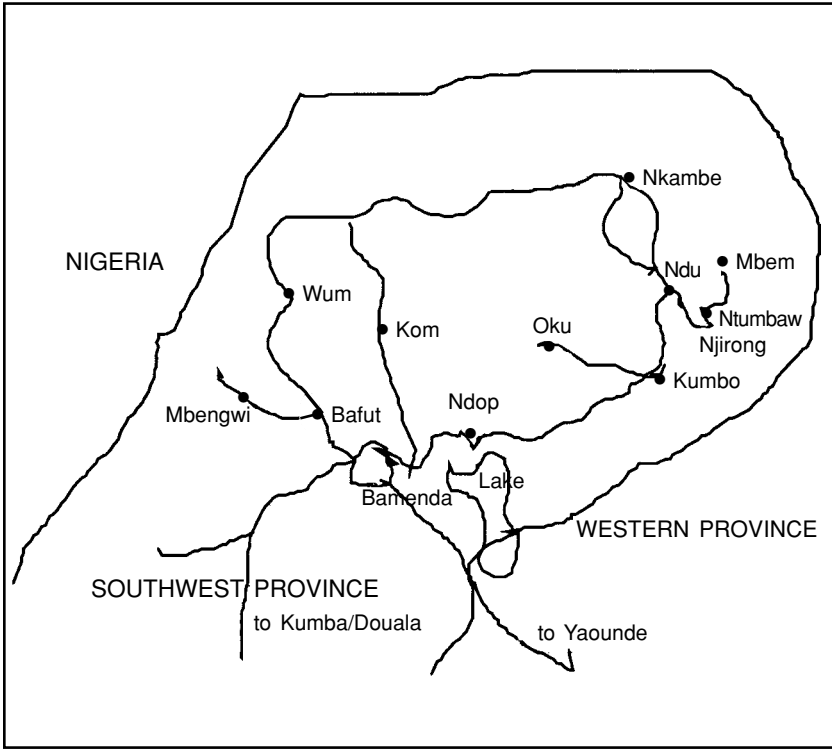 Nkambe
NIGERIA
Ndu
Mbem
Wum
Ntumbaw
Oku
Kom
Njirong
Kumbo
Mbengwi
Bafut
Ndop
Lake
Bamenda
WESTERN PROVINCE
SOUTHWEST PROVINCE
to Kumba/Douala
to Yaounde